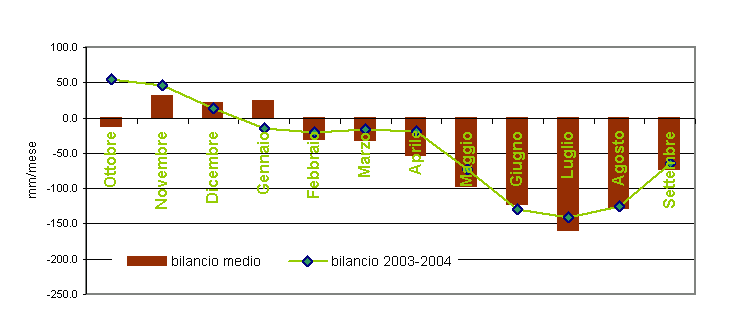 100.0
50.0
0.0
-50.0
-100.0
-150.0
-200.0
-250.0
mm/mese
Ottobre
Novembre
Dicembre
Gennaio
Febbraio
Marzo
Aprile
Maggio
Giugno
Luglio
Agosto
Settembre
bilancio medio
bilancio 2003-2004